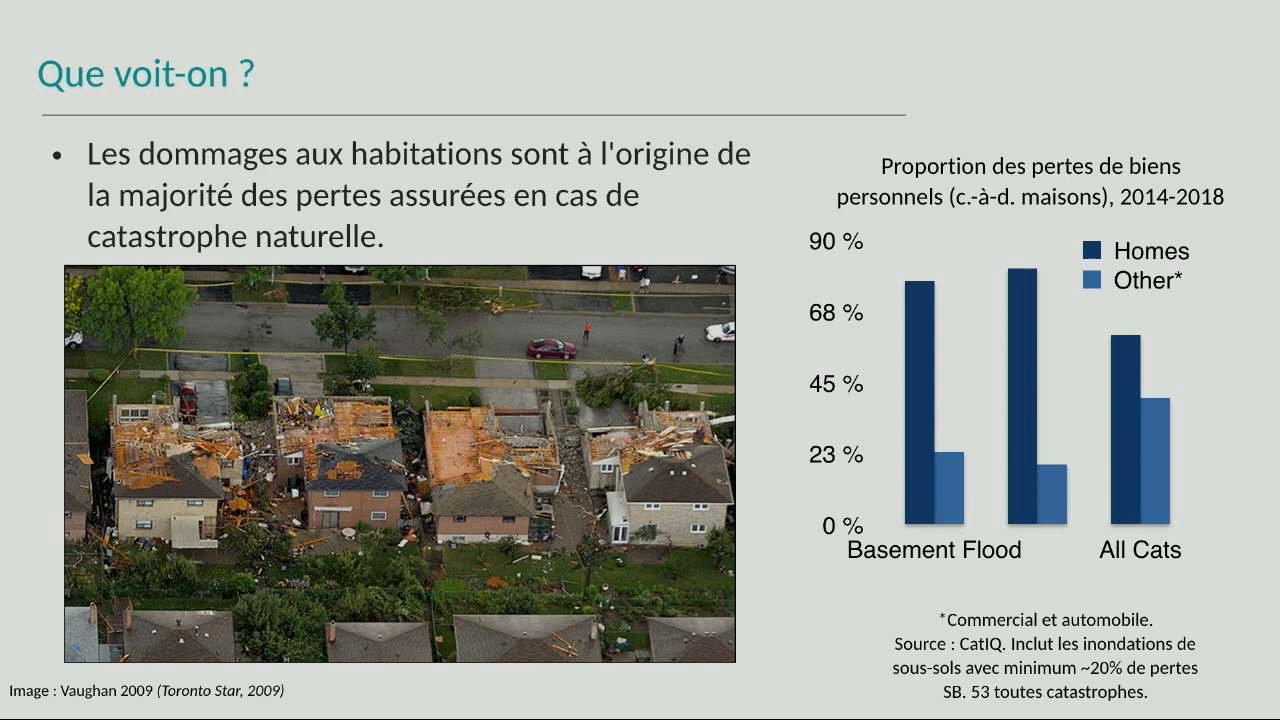 Que voit-on ?
• Les dommages aux habitations sont à l'origine de
la majorité des pertes assurées en cas de
catastrophe naturelle.
Image : Vaughan 2009 (Toronto Star, 2009)
Proportion des pertes de biens
personnels (c.-à-d. maisons), 2014-2018
90 %
68 %
45 %
23 %
0 %
Homes
Other*
Basement Flood
All Cats
*Commercial et automobile.
Source : CatIQ. Inclut les inondations de
sous-sols avec minimum ~20% de pertes
SB. 53 toutes catastrophes.